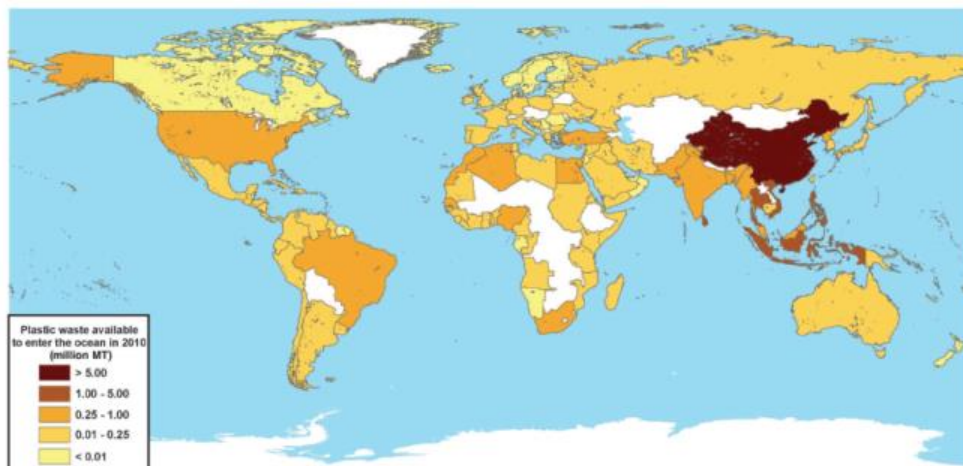 Plastic waste available
to enter the ocean in 2010
(million MT)
> 5.00
1.00 - 5.00
0.25 - 1.00
0.01 - 0.25
< 0.01